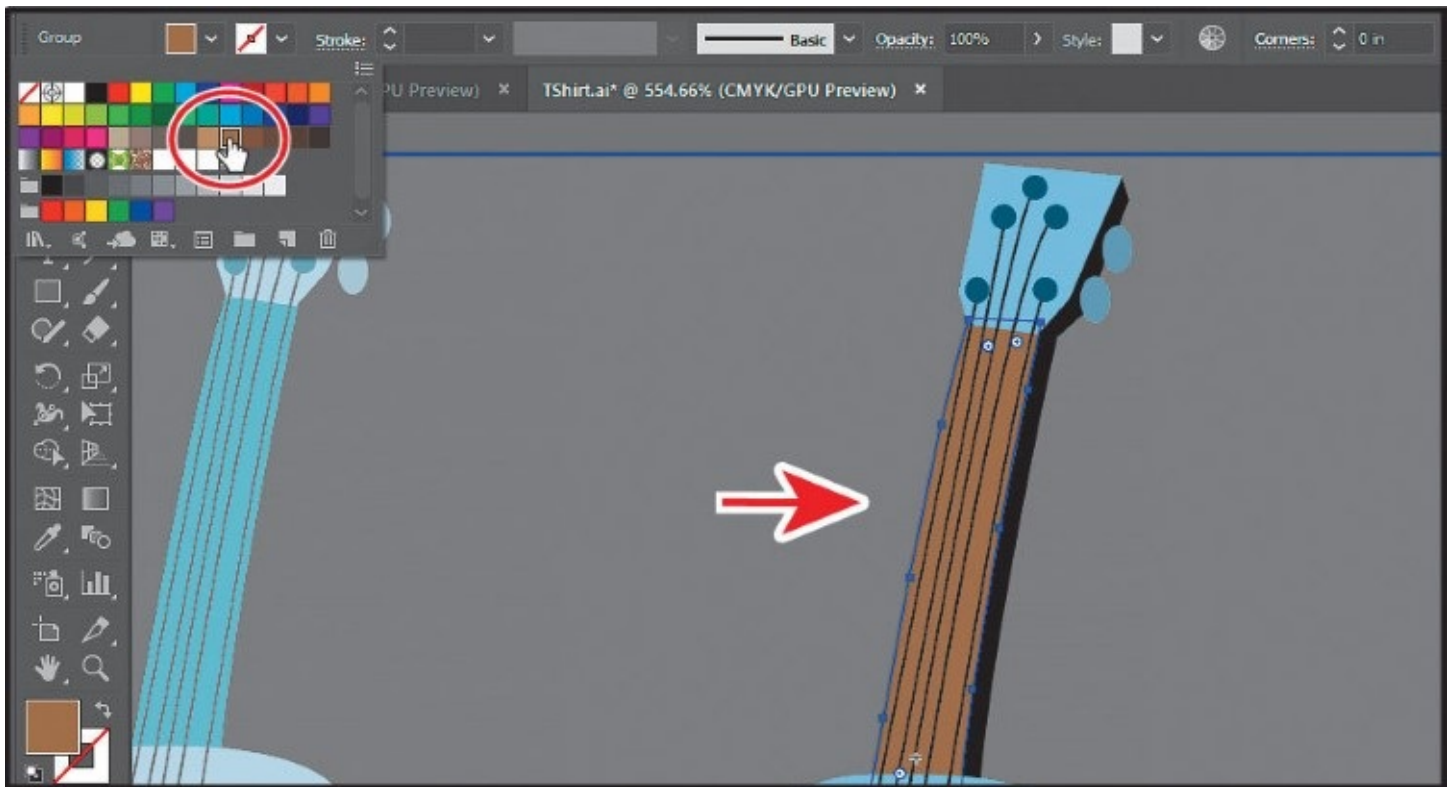 Group Stroke: Basic Opacity: 100% Style: Corners: 0 in
PU Preview) × TShirt.ai* @ 554.66% (CMYK/GPU Preview) ×